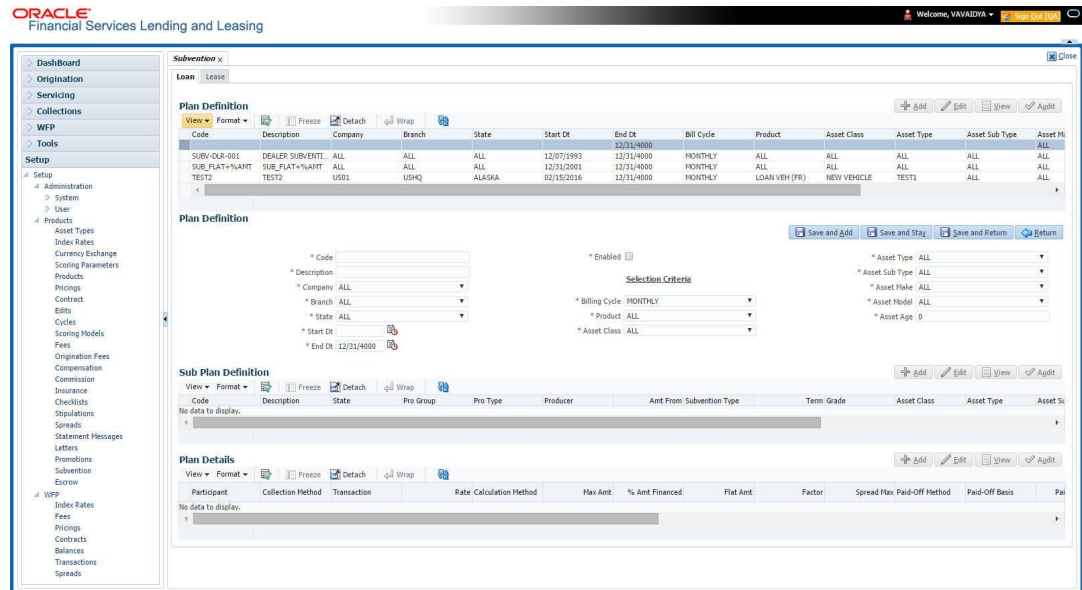 ORACLE
Financial Services Lending and Leasing
Welcome, VAVAIDYA
Sign Out [QA]
DashBoard
Origination
Servicing
Collections
WFP
Tools
Setup
Setup
Administration
System
User
Products
Asset Types
Index Rates
Currency Exchange
Scoring Parameters
Products
Pricings
Contract
Edits
Cycles
Scoring Models
Fees
Origination Fees
Compensation
Commission
Insurance
Checklists
Stipulations
Spreads
Statement Messages
Letters
Promotions
Subvention
Escrow
WFP
Index Rates
Fees
Pricings
Contracts
Balances
Transactions
Spreads
Subvention x
Close
Loan Lease
Plan Definition
Add Edit View Audit
View Format Freeze Detach Wrap
Code Description Company Branch State Start Dt End Dt Bill Cycle Product Asset Class Asset Type Asset Sub Type Asset Ma
12/31/4000 ALL
SUBV-DLR-001 DEALER SUBVENTI... ALL ALL ALL 12/07/1993 12/31/4000 MONTHLY ALL ALL ALL ALL ALL
SUB_FLAT+%AMT SUB_FLAT+%AMT ALL ALL ALL 12/31/2001 12/31/4000 MONTHLY ALL ALL ALL ALL ALL
TEST2 TEST2 US01 USHQ ALASKA 02/15/2016 12/31/4000 MONTHLY LOAN VEH (FR) NEW VEHICLE TEST1 ALL ALL
Plan Definition
Save and Add Save and Stay Save and Return Return
* Code
* Description
* Company ALL
* Branch ALL
* State ALL
* Start Dt
* End Dt 12/31/4000
* Enabled
Selection Criteria
* Billing Cycle MONTHLY
* Product ALL
* Asset Class ALL
* Asset Type ALL
* Asset Sub Type ALL
* Asset Make ALL
* Asset Model ALL
* Asset Age 0
Sub Plan Definition
Add Edit View Audit
View Format Freeze Detach Wrap
Code Description State Pro Group Pro Type Producer Amt From Subvention Type Term Grade Asset Class Asset Type Asset Su
No data to display.
Plan Details
Add Edit View Audit
View Format Freeze Detach Wrap
Participant Collection Method Transaction Rate Calculation Method Max Amt % Amt Financed Flat Amt Factor Spread Max Paid-Off Method Paid-Off Basis Pai
No data to display.